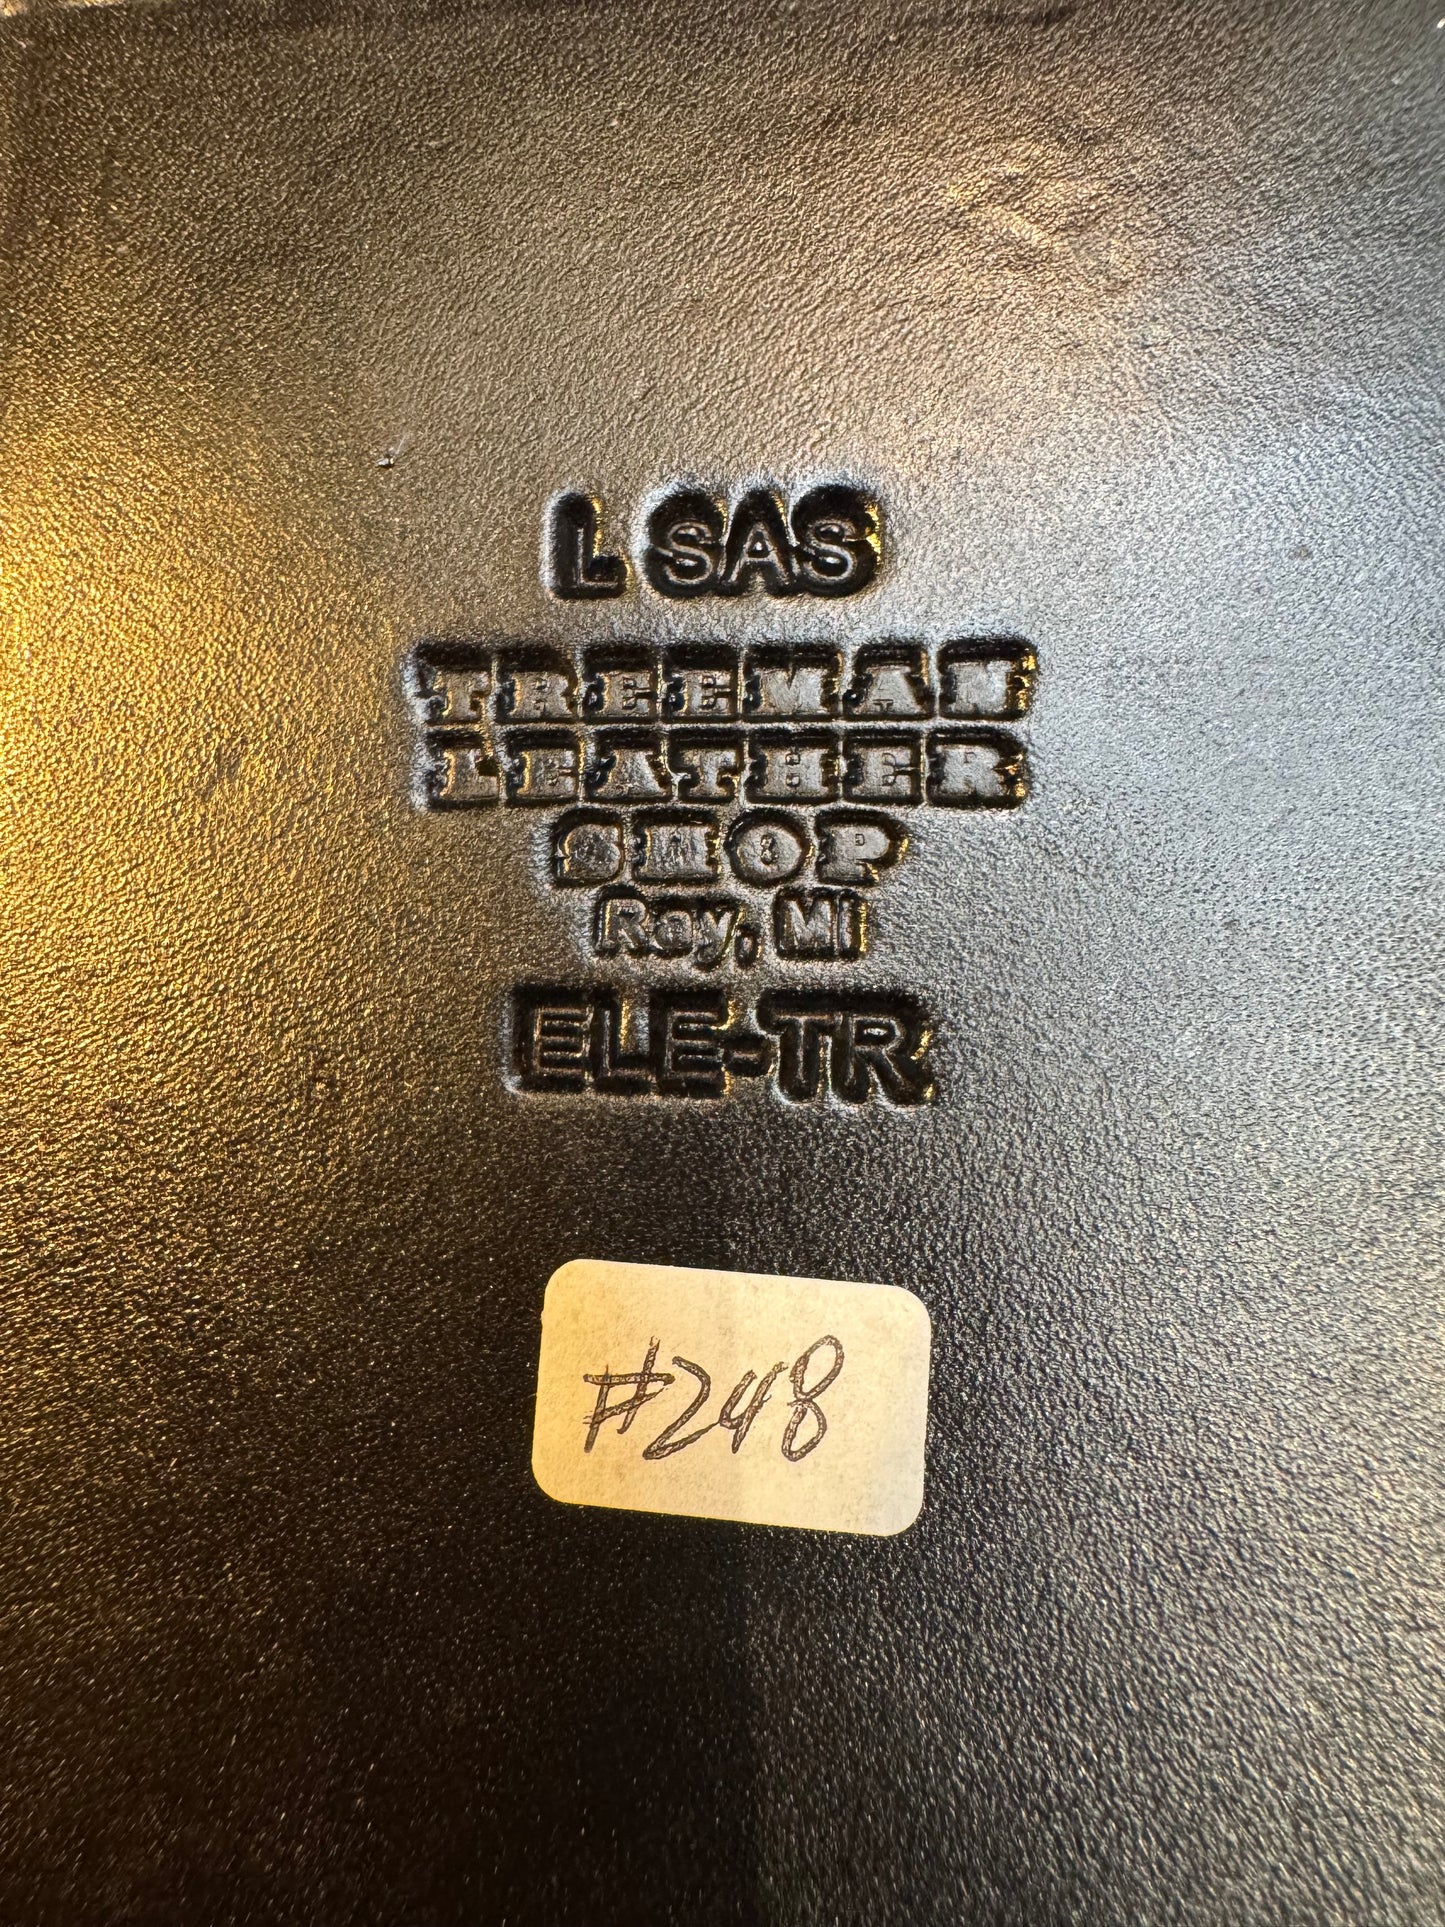 L SAS
TREEMAN
LEATHER
SHOP
Ray, MI
ELE-TR
#248